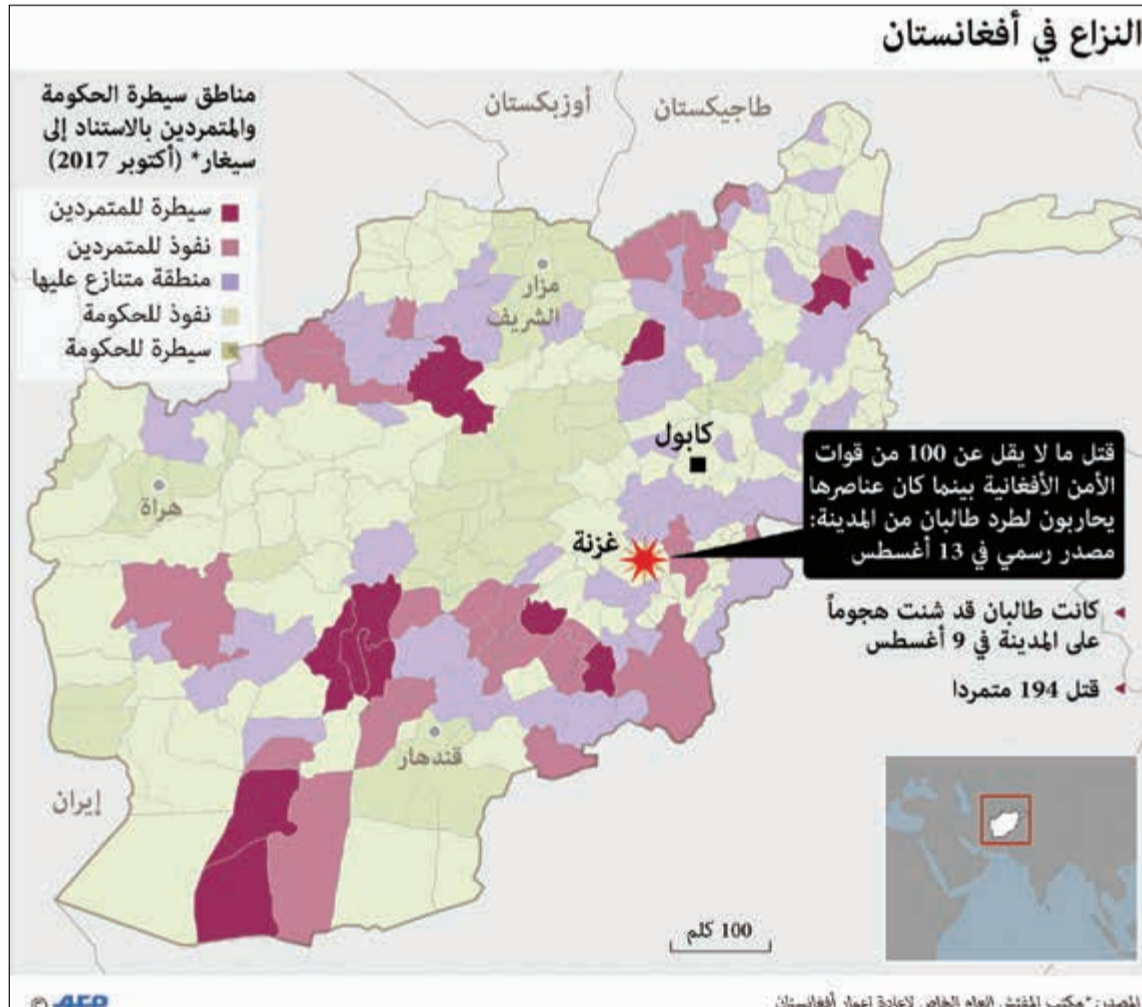 النزاع في أفغانستان
مناطق سيطرة الحكومة
والمتمردين بالاستناد إلى
سيغار* (أكتوبر 2017)
سيطرة للمتمردين
نفوذ للمتمردين
منطقة متنازع عليها
نفوذ للحكومة
سيطرة للحكومة
أوزبكستان
طاجيكستان
مزار
الشريف
كابول
هراة
غزنة
قتل ما لا يقل عن 100 من قوات
الأمن الأفغانية بينما كان عناصرها
يحاربون لطرد طالبان من المدينة:
مصدر رسمي في 13 أغسطس
كانت طالبان قد شنت هجوماً
على المدينة في 9 أغسطس
قتل 194 متمردا
قندهار
إيران
100 كلم
المصدر: *مكتب المفتش العام الخاص لإعادة إعمار أفغانستان
© AFP